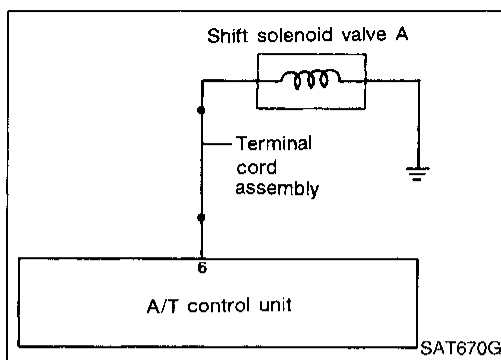 Shift solenoid valve A
Terminal
cord
assembly
6
A/T control unit
SAT670G